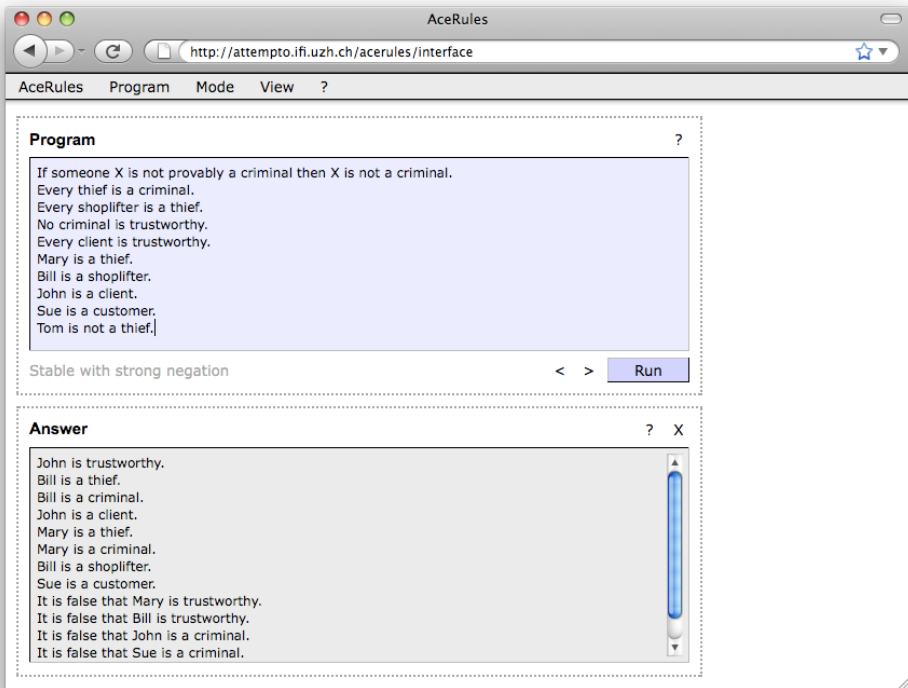 AceRules
http://attempto.ifi.uzh.ch/acerules/interface
AceRules Program Mode View ?
Program ?
If someone X is not provably a criminal then X is not a criminal.
Every thief is a criminal.
Every shoplifter is a thief.
No criminal is trustworthy.
Every client is trustworthy.
Mary is a thief.
Bill is a shoplifter.
John is a client.
Sue is a customer.
Tom is not a thief.
Stable with strong negation < > Run
Answer ? X
John is trustworthy.
Bill is a thief.
Bill is a criminal.
John is a client.
Mary is a thief.
Mary is a criminal.
Bill is a shoplifter.
Sue is a customer.
It is false that Mary is trustworthy.
It is false that Bill is trustworthy.
It is false that John is a criminal.
It is false that Sue is a criminal.